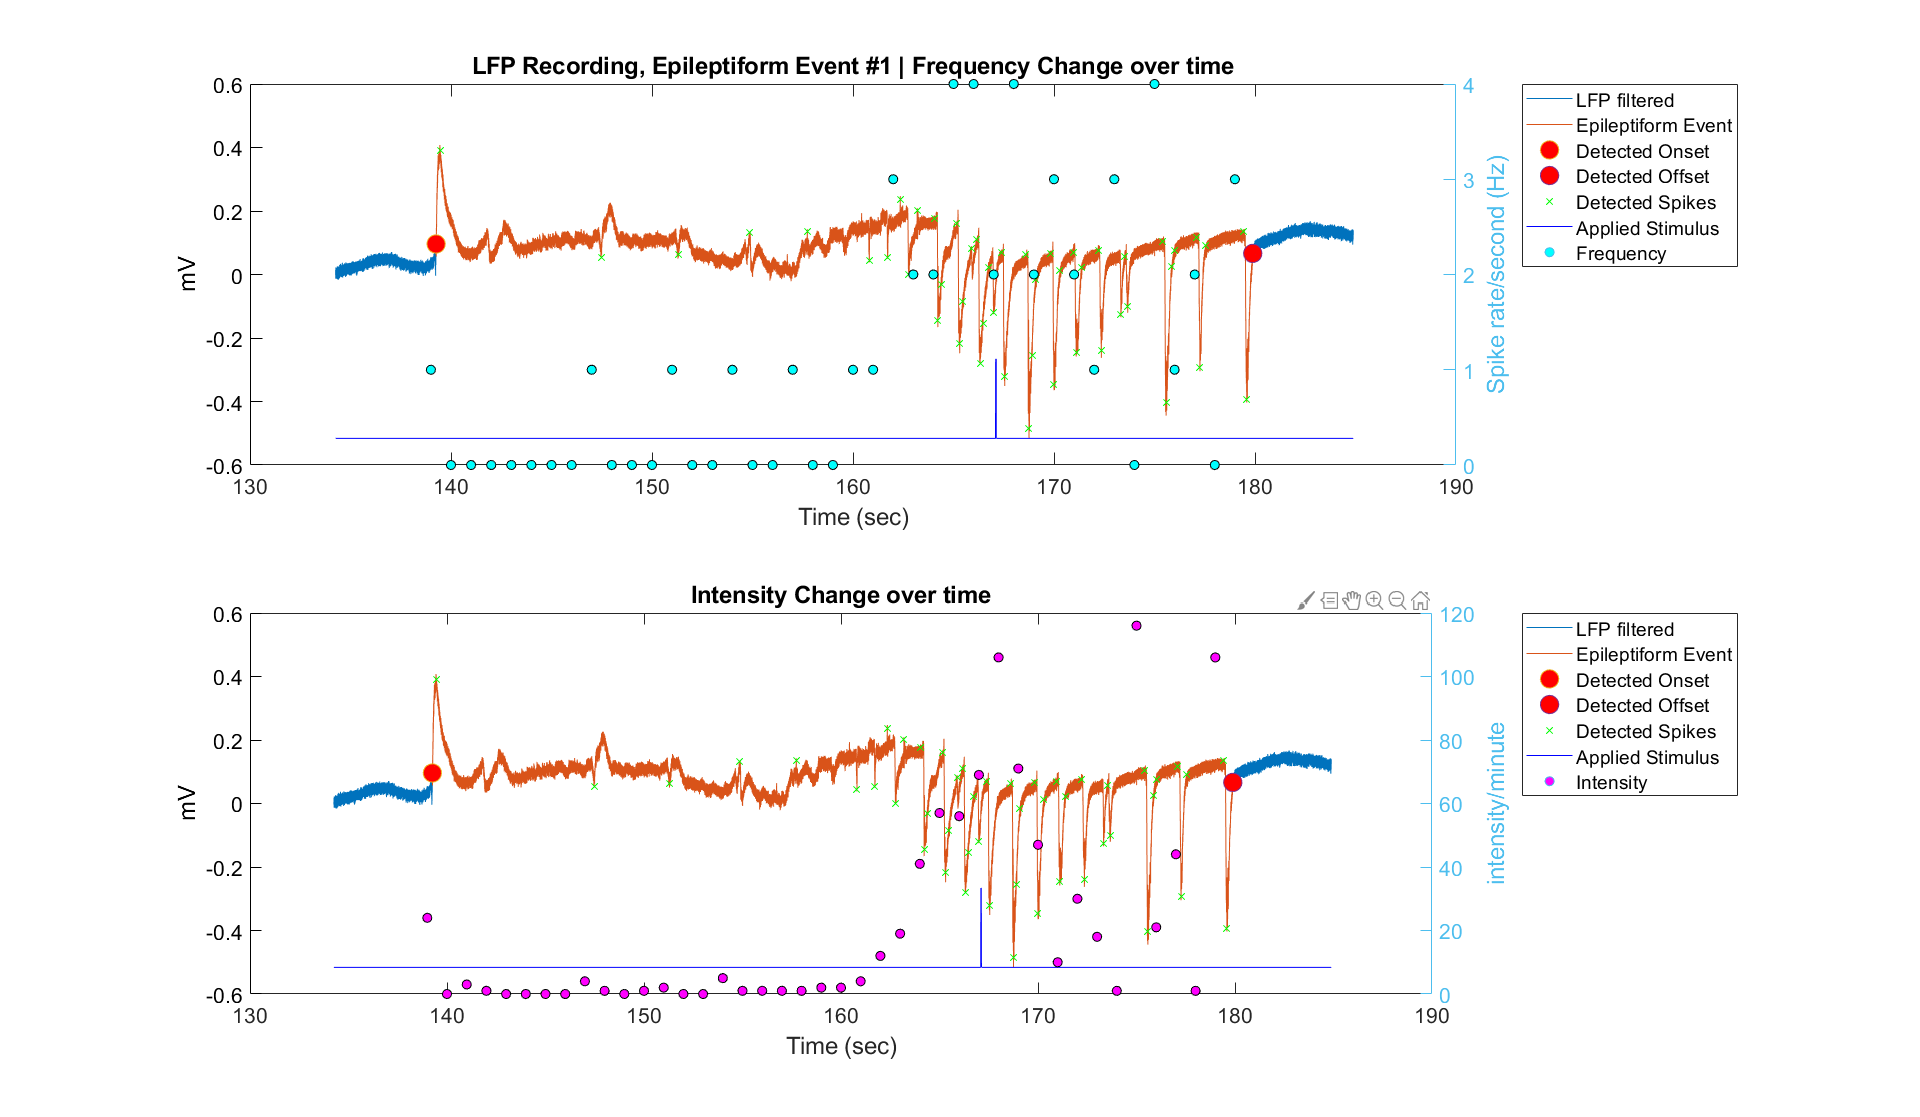 LFP Recording, Epileptiform Event #1 | Frequency Change over time
0.6
0.4
0.2
0
-0.2
-0.4
-0.6
mV
130
140
150
160
170
180
190
Time (sec)
4
3
2
1
0
Spike rate/second (Hz)
LFP filtered
Epileptiform Event
Detected Onset
Detected Offset
Detected Spikes
Applied Stimulus
Frequency
Intensity Change over time
0.6
0.4
0.2
0
-0.2
-0.4
-0.6
mV
130
140
150
160
170
180
190
Time (sec)
120
100
80
60
40
20
0
intensity/minute
LFP filtered
Epileptiform Event
Detected Onset
Detected Offset
Detected Spikes
Applied Stimulus
Intensity